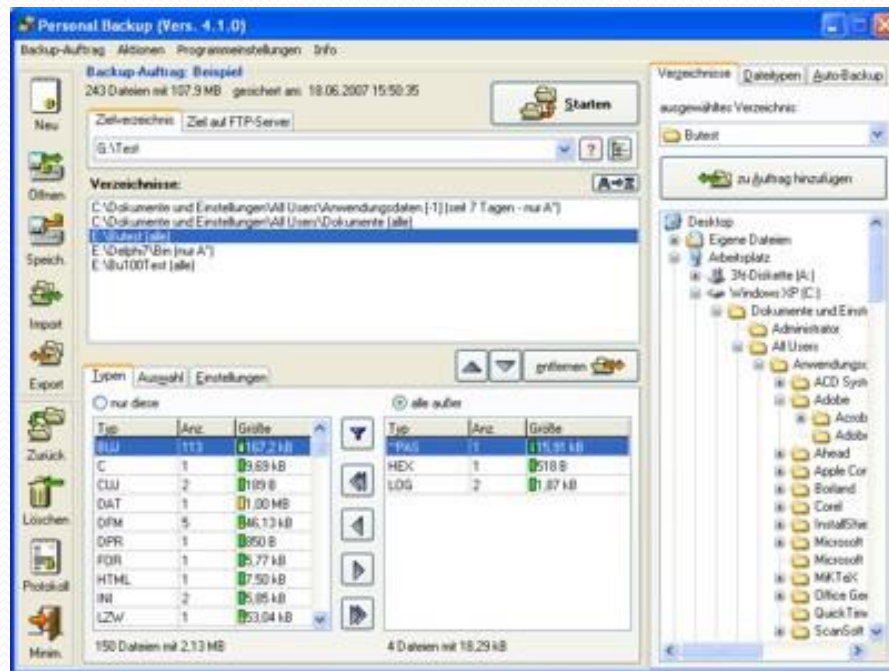 Personal Backup (Vers. 4.1.0)
Backup-Auftrag Aktionen Programmeinstellungen Info
Neu
Öffnen
Speich.
Import
Export
Zurück
Löschen
Protokoll
Minim.
Backup-Auftrag: Beispiel
243 Dateien mit 107,9 MB gesichert am: 18.06.2007 15:50:35
Starten
Zielverzeichnis Ziel auf FTP-Server
G:\Test
?
Verzeichnisse:
A→Z
C:\Dokumente und Einstellungen\All Users\Anwendungsdaten [-1] (seit 7 Tagen - nur A*)
C:\Dokumente und Einstellungen\All Users\Dokumente (alle)
E:\Butest (alle)
E:\Delphi7\Bin (nur A*)
E:\Bu100Test (alle)
entfernen
Typen Auswahl Einstellungen
nur diese
Typ Anz. Größe
113 167,2 kB
C 1 9,69 kB
2 189 B
DAT 1 1,00 MB
DFM 5 46,13 kB
DPR 1 850 B
FOR 1 5,77 kB
HTML 1 7,50 kB
INI 2 5,85 kB
LZW 1 53,04 kB
150 Dateien mit 2,13 MB
alle außer
Typ Anz. Größe
~PAS 1 15,91 kB
HEX 1 518 B
LOG 2 1,87 kB
4 Dateien mit 18,29 kB
Verzeichnisse Dateitypen Auto-Backup
ausgewähltes Verzeichnis:
Butest
zu Auftrag hinzufügen
Desktop
Eigene Dateien
Arbeitsplatz
3½-Diskette (A:)
Windows XP (C:)
Dokumente und Einst
Administrator
All Users
Anwendungsc
ACD Syst
Adobe
Acrob
Adobe
Ahead
Apple Cor
Borland
Corel
InstallShie
Microsoft
Microsoft
MiKTeX
Office Gen
QuickTime
ScanSoft